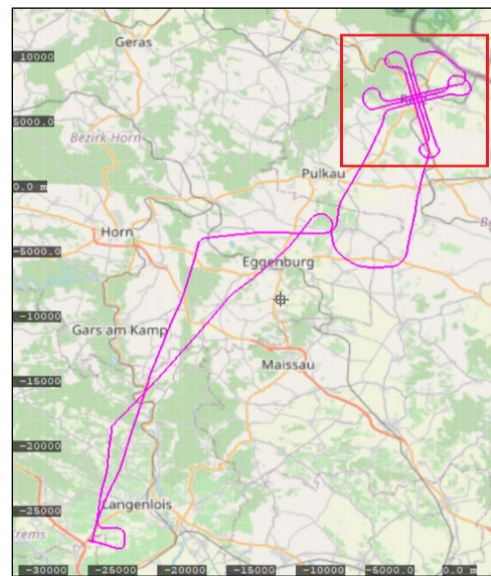 Geras
10000
Bezirk Horn
5000.0
Pulkau
0.0 m
Horn
-5000.0
Eggenburg
-10000
Gars am Kamp
Maissau
-15000
-20000
Langenlois
-25000
-30000 -25000 -20000 -15000 -10000 -5000.0 0.0 m